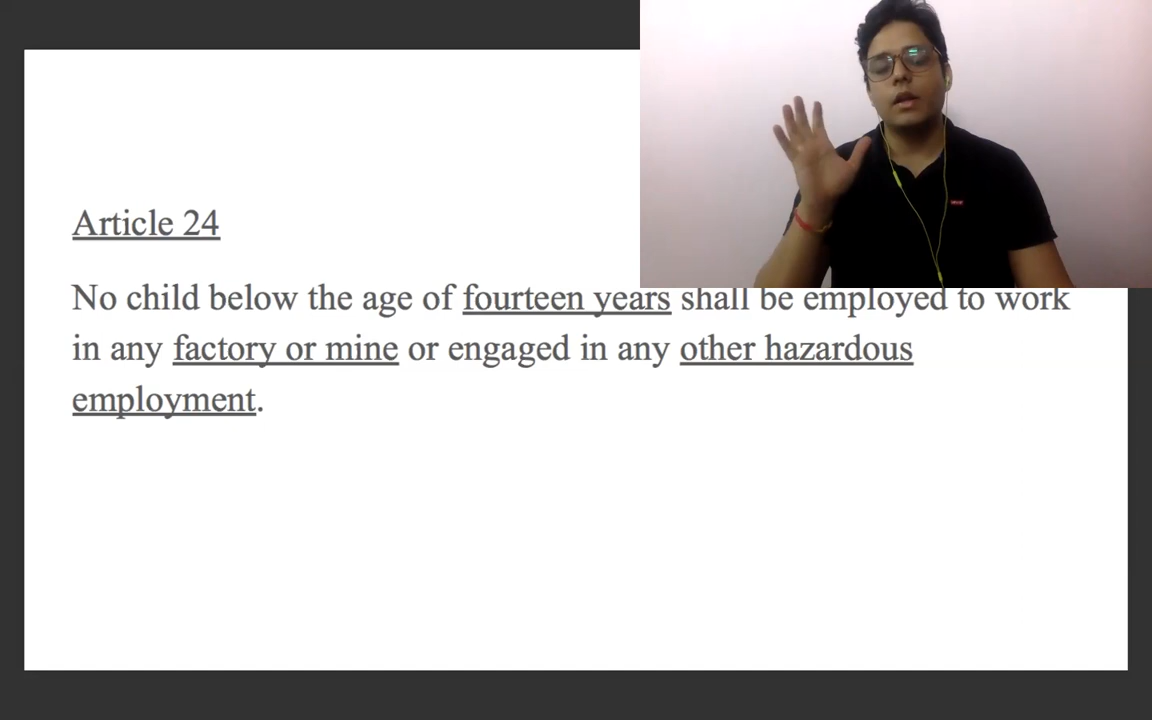 Article 24
No child below the age of fourteen years shall be employed to work
in any factory or mine or engaged in any other hazardous
employment.